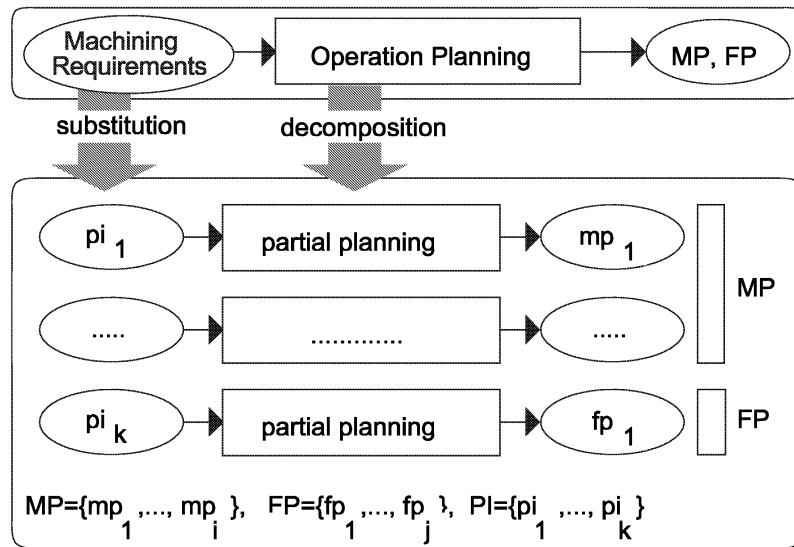 Machining
Requirements
Operation Planning
MP, FP
substitution
decomposition
pi 1
partial planning
mp 1
MP
.....
.............
.....
pi k
partial planning
fp 1
FP
MP={mp 1 ,..., mp i }, FP={fp 1 ,..., fp j }, PI={pi 1 ,..., pi k }